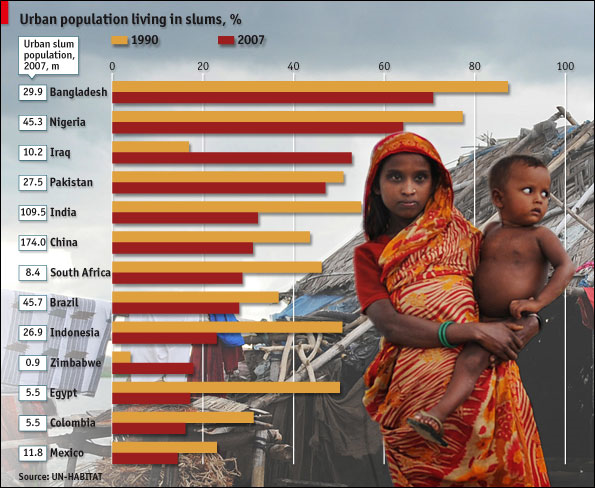 Urban population living in slums, %
Urban slum
population,
2007, m
1990
2007
0 20 40 60 80 100
29.9 Bangladesh
45.3 Nigeria
10.2 Iraq
27.5 Pakistan
109.5 India
174.0 China
8.4 South Africa
45.7 Brazil
26.9 Indonesia
0.9 Zimbabwe
5.5 Egypt
5.5 Colombia
11.8 Mexico
Source: UN-HABITAT